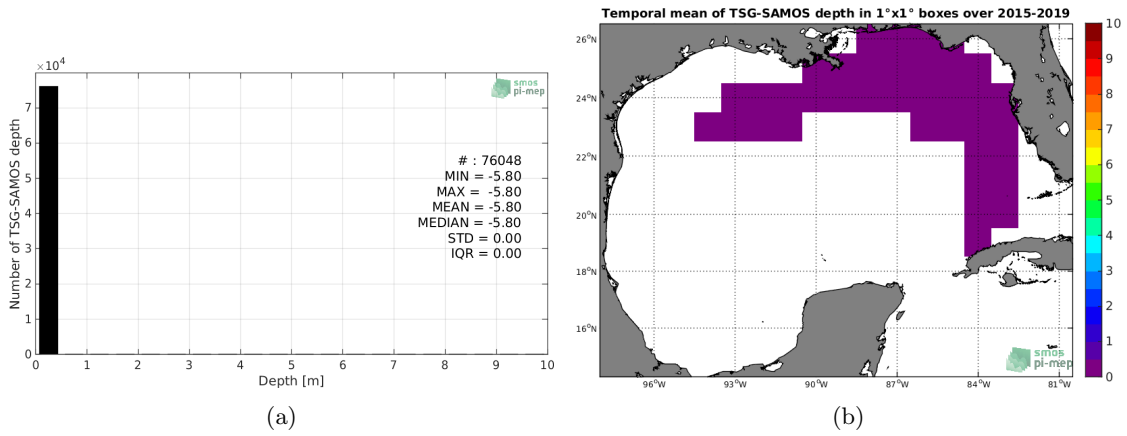 Temporal mean of TSG-SAMOS depth in 1°x1° boxes over 2015-2019
×10⁴
smos
pi-mep
Number of TSG-SAMOS depth
7
6
5
4
3
2
1
0
# : 76048
MIN = -5.80
MAX = -5.80
MEAN = -5.80
MEDIAN = -5.80
STD = 0.00
IQR = 0.00
0 1 2 3 4 5 6 7 8 9 10
Depth [m]
(a)
26°N
24°N
22°N
20°N
18°N
16°N
96°W 93°W 90°W 87°W 84°W 81°W
smos
pi-mep
10
9
8
7
6
5
4
3
2
1
0
(b)